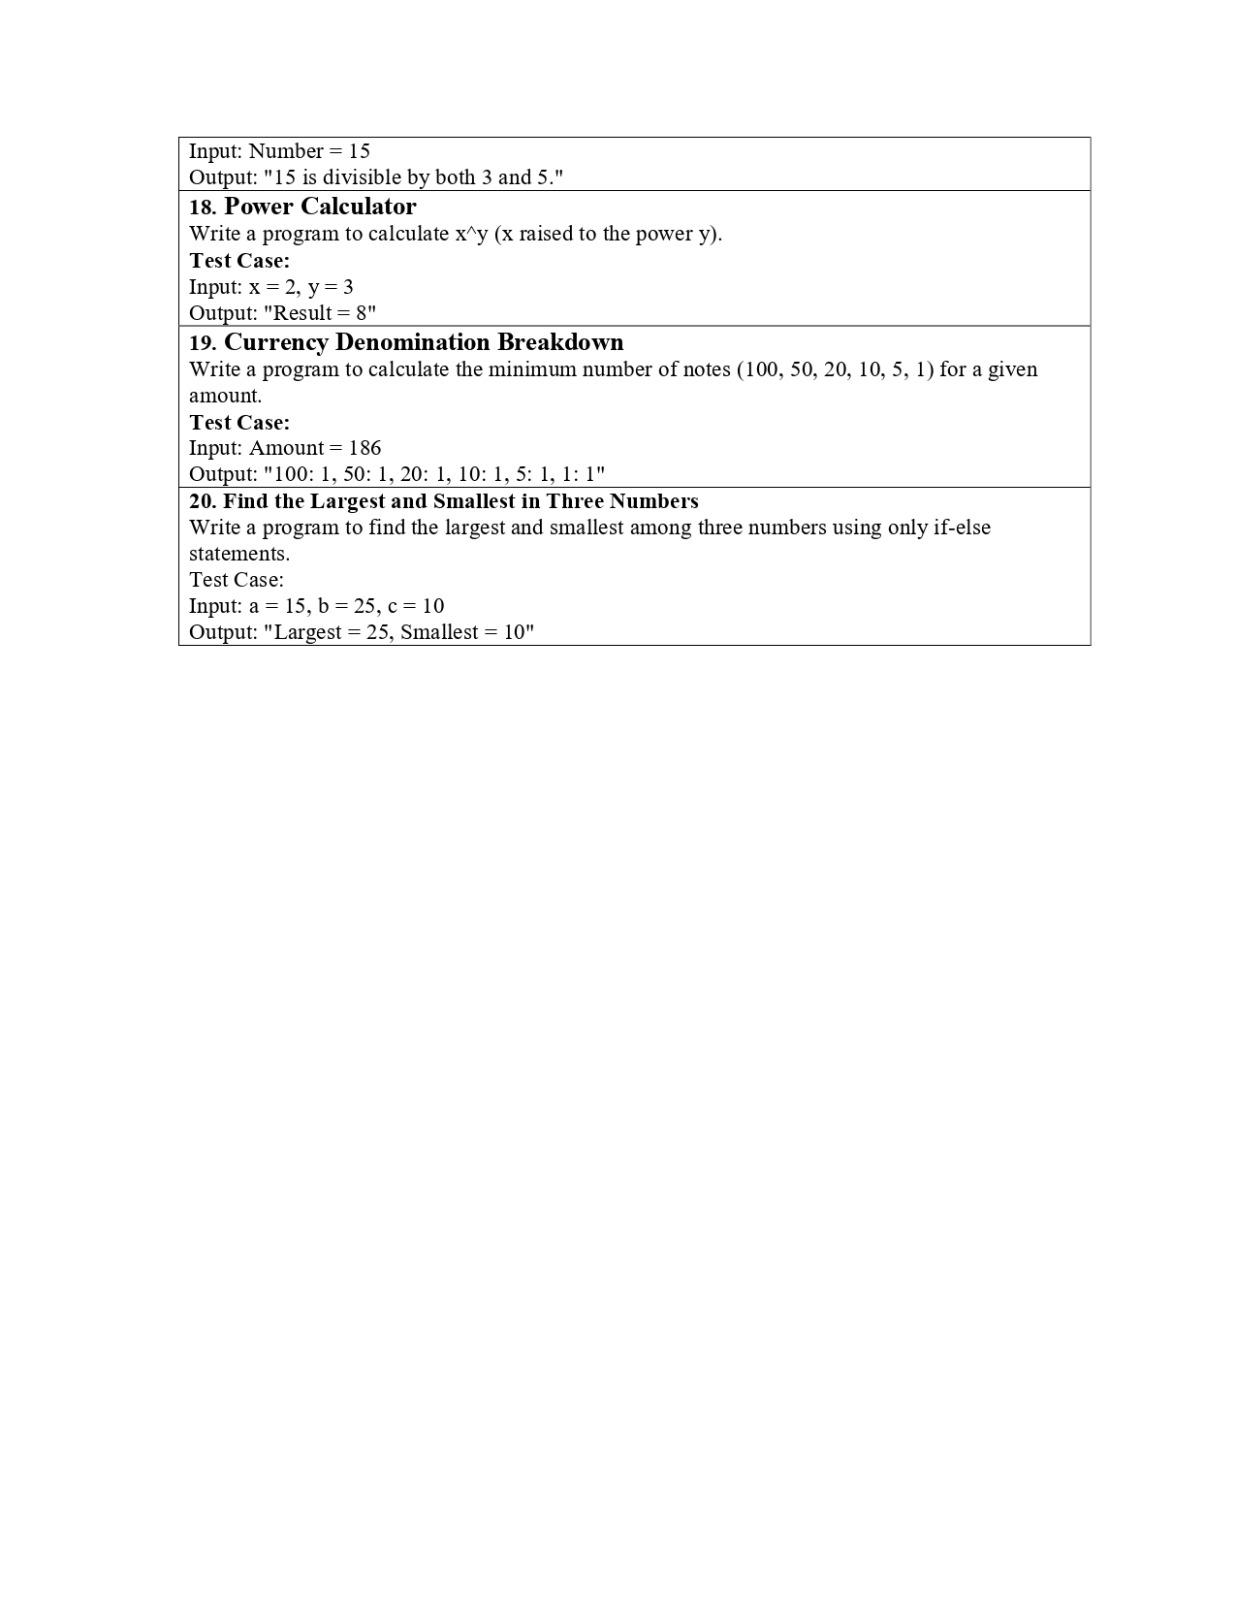 Input: Number = 15
Output: "15 is divisible by both 3 and 5."
18. Power Calculator
Write a program to calculate x^y (x raised to the power y).
Test Case:
Input: x = 2, y = 3
Output: "Result = 8"
19. Currency Denomination Breakdown
Write a program to calculate the minimum number of notes (100, 50, 20, 10, 5, 1) for a given
amount.
Test Case:
Input: Amount = 186
Output: "100: 1, 50: 1, 20: 1, 10: 1, 5: 1, 1: 1"
20. Find the Largest and Smallest in Three Numbers
Write a program to find the largest and smallest among three numbers using only if-else
statements.
Test Case:
Input: a = 15, b = 25, c = 10
Output: "Largest = 25, Smallest = 10"